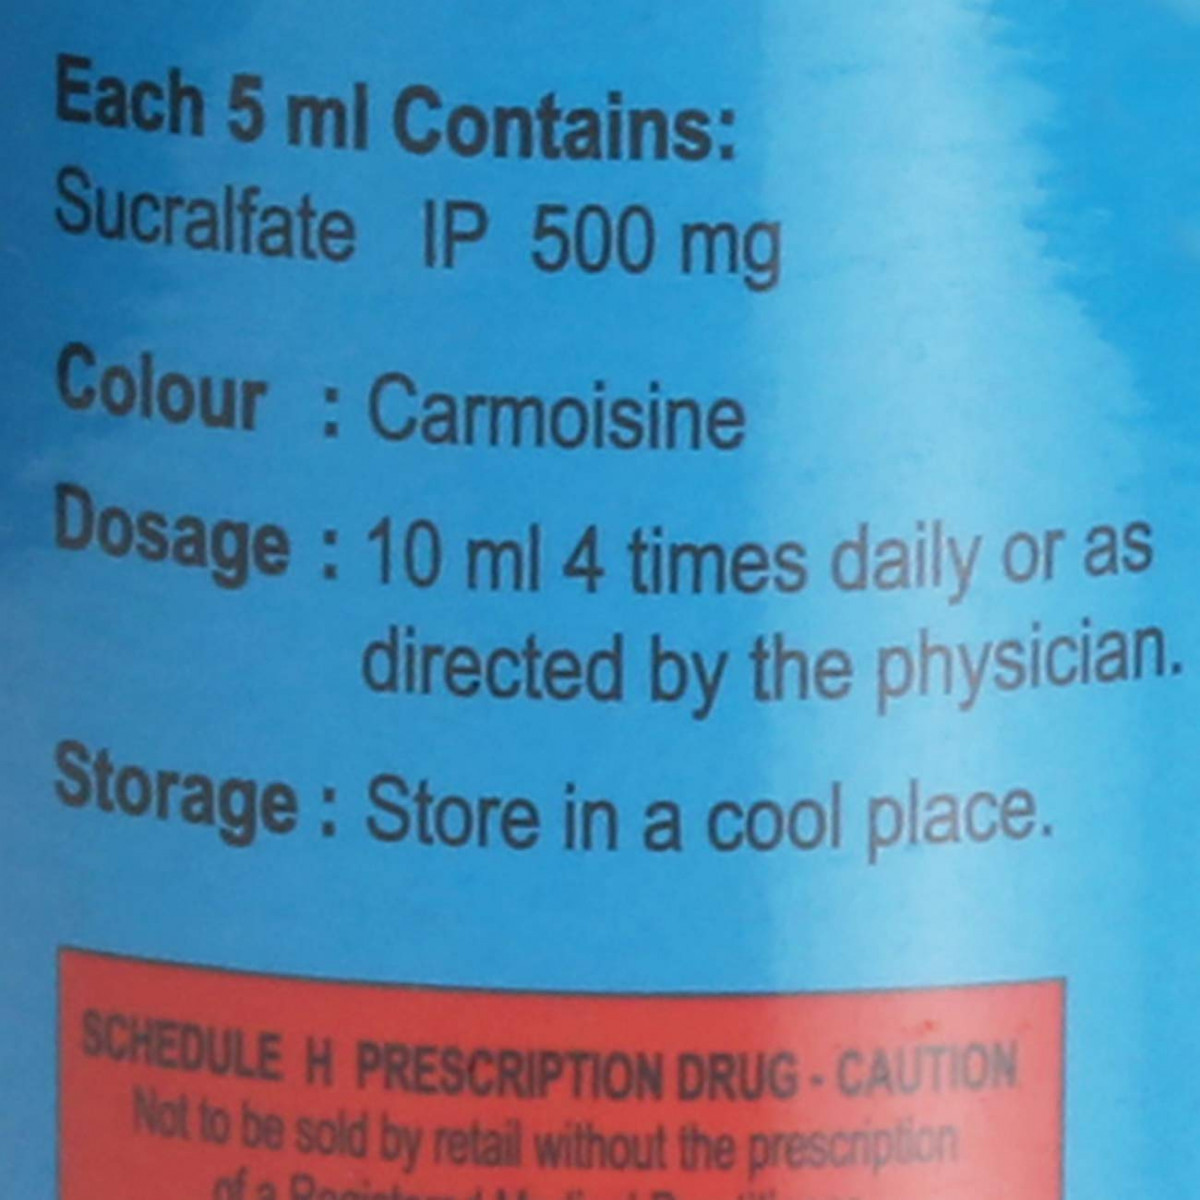 Each 5 ml Contains:
Sucralfate IP 500 mg
Colour : Carmoisine
Dosage : 10 ml 4 times daily or as
directed by the physician.
Storage : Store in a cool place.
SCHEDULE H PRESCRIPTION DRUG - CAUTION
Not to be sold by retail without the prescription
of a